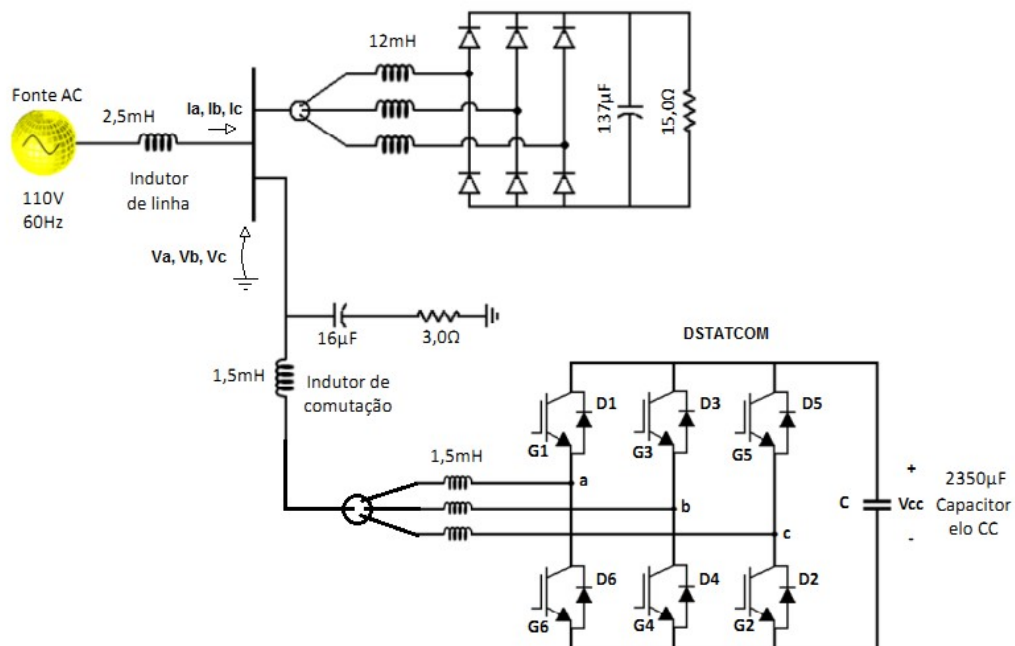 Fonte AC
2,5mH
Ia, Ib, Ic
12mH
137µF
15,0Ω
110V
60Hz
Indutor
de linha
Va, Vb, Vc
16µF
3,0Ω
1,5mH
Indutor de
comutação
DSTATCOM
1,5mH
G1
D1
G3
D3
G5
D5
a
b
c
C
+
Vcc
-
2350µF
Capacitor
elo CC
G6
D6
G4
D4
G2
D2